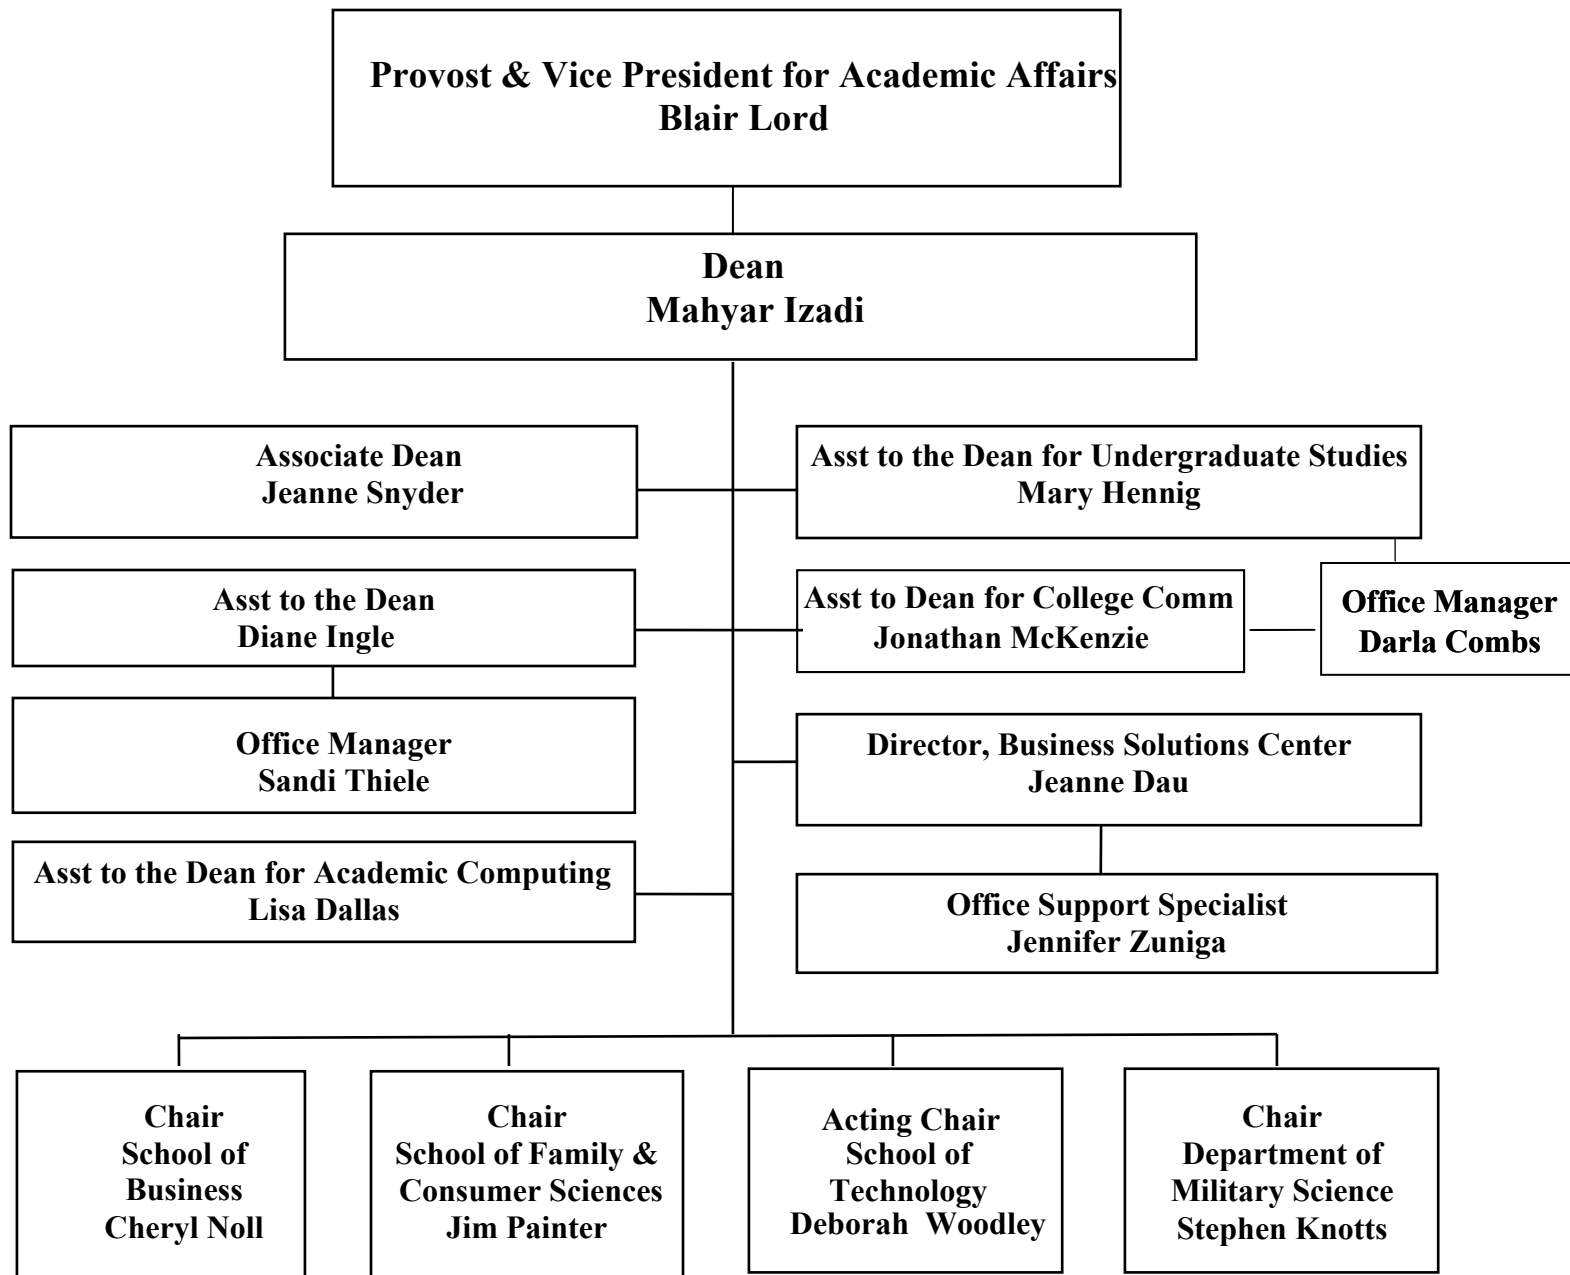 Provost & Vice President for Academic Affairs
Blair Lord
Dean
Mahyar Izadi
Associate Dean
Jeanne Snyder
Asst to the Dean for Undergraduate Studies
Mary Hennig
Asst to the Dean
Diane Ingle
Asst to Dean for College Comm
Jonathan McKenzie
Office Manager
Darla Combs
Office Manager
Sandi Thiele
Director, Business Solutions Center
Jeanne Dau
Asst to the Dean for Academic Computing
Lisa Dallas
Office Support Specialist
Jennifer Zuniga
Chair
School of
Business
Cheryl Noll
Chair
School of Family &
Consumer Sciences
Jim Painter
Acting Chair
School of
Technology
Deborah Woodley
Chair
Department of
Military Science
Stephen Knotts